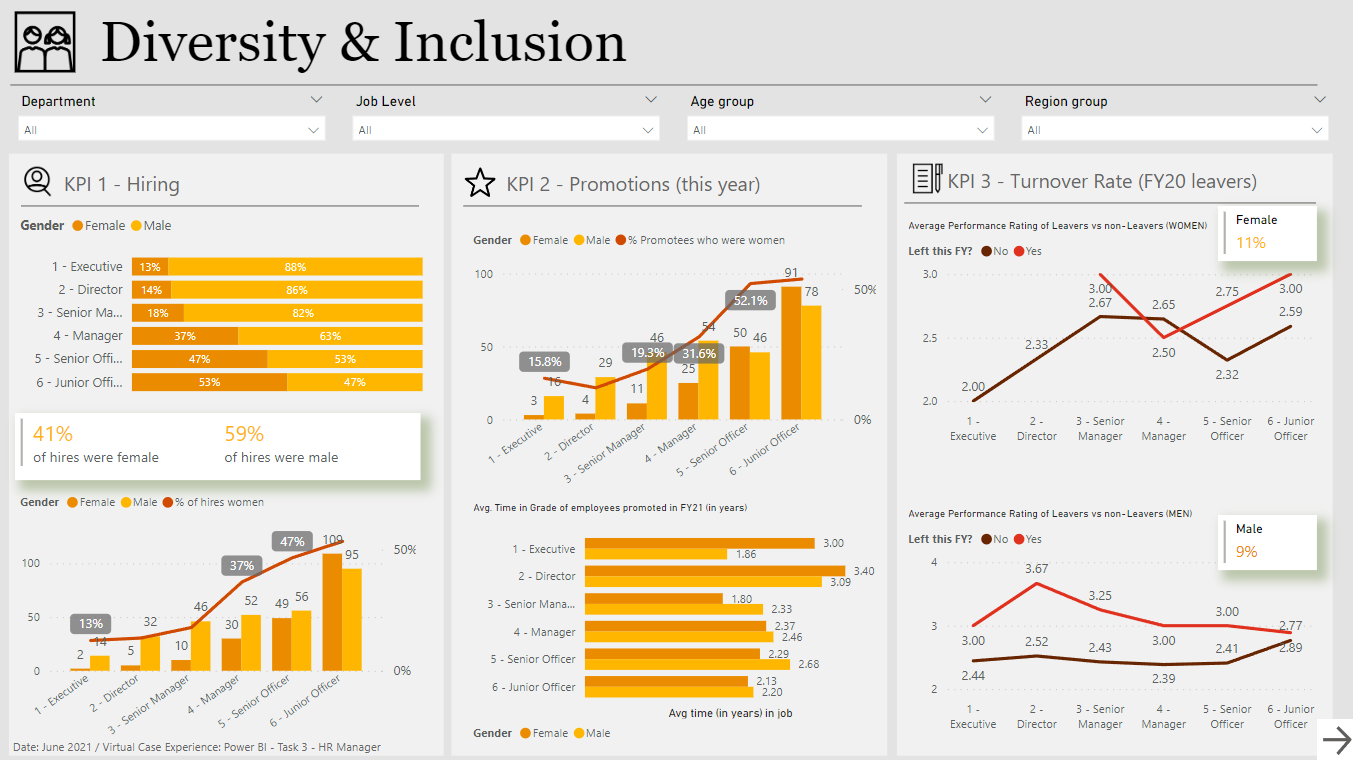 Diversity & Inclusion
Department
Job Level
Age group
Region group
All
All
All
All
KPI 1 - Hiring
Gender Female Male
1 - Executive 13% 88%
2 - Director 14% 86%
3 - Senior Ma... 18% 82%
4 - Manager 37% 63%
5 - Senior Offi... 47% 53%
6 - Junior Offi... 53% 47%
41% 59%
of hires were female of hires were male
Gender Female Male % of hires women
100
50
0
50%
0%
13%
37%
47%
2 14
5 32
10 46
30 52
49 56
109 95
1 - Executive
2 - Director
3 - Senior Manager
4 - Manager
5 - Senior Officer
6 - Junior Officer
Date: June 2021 / Virtual Case Experience: Power BI - Task 3 - HR Manager
KPI 2 - Promotions (this year)
Gender Female Male % Promotees who were women
100
50
0
50%
0%
15.8%
19.3%
31.6%
52.1%
3 16
4 29
11 46
25 54
50 46
91 78
1 - Executive
2 - Director
3 - Senior Manager
4 - Manager
5 - Senior Officer
6 - Junior Officer
Avg. Time in Grade of employees promoted in FY21 (in years)
1 - Executive 3.00 1.86
2 - Director 3.40 3.09
3 - Senior Mana... 1.80 2.33
4 - Manager 2.37 2.46
5 - Senior Officer 2.29 2.68
6 - Junior Officer 2.13 2.20
Avg time (in years) in job
Gender Female Male
KPI 3 - Turnover Rate (FY20 leavers)
Average Performance Rating of Leavers vs non-Leavers (WOMEN)
Female
11%
Left this FY? No Yes
3.0
2.5
2.0
2.00
2.33
3.00
2.67
2.65
2.50
2.75
2.32
3.00
2.59
1 - Executive
2 - Director
3 - Senior Manager
4 - Manager
5 - Senior Officer
6 - Junior Officer
Average Performance Rating of Leavers vs non-Leavers (MEN)
Male
9%
Left this FY? No Yes
4
3
2
3.00
2.44
3.67
2.52
3.25
2.43
3.00
2.39
3.00
2.41
2.77
2.89
1 - Executive
2 - Director
3 - Senior Manager
4 - Manager
5 - Senior Officer
6 - Junior Officer